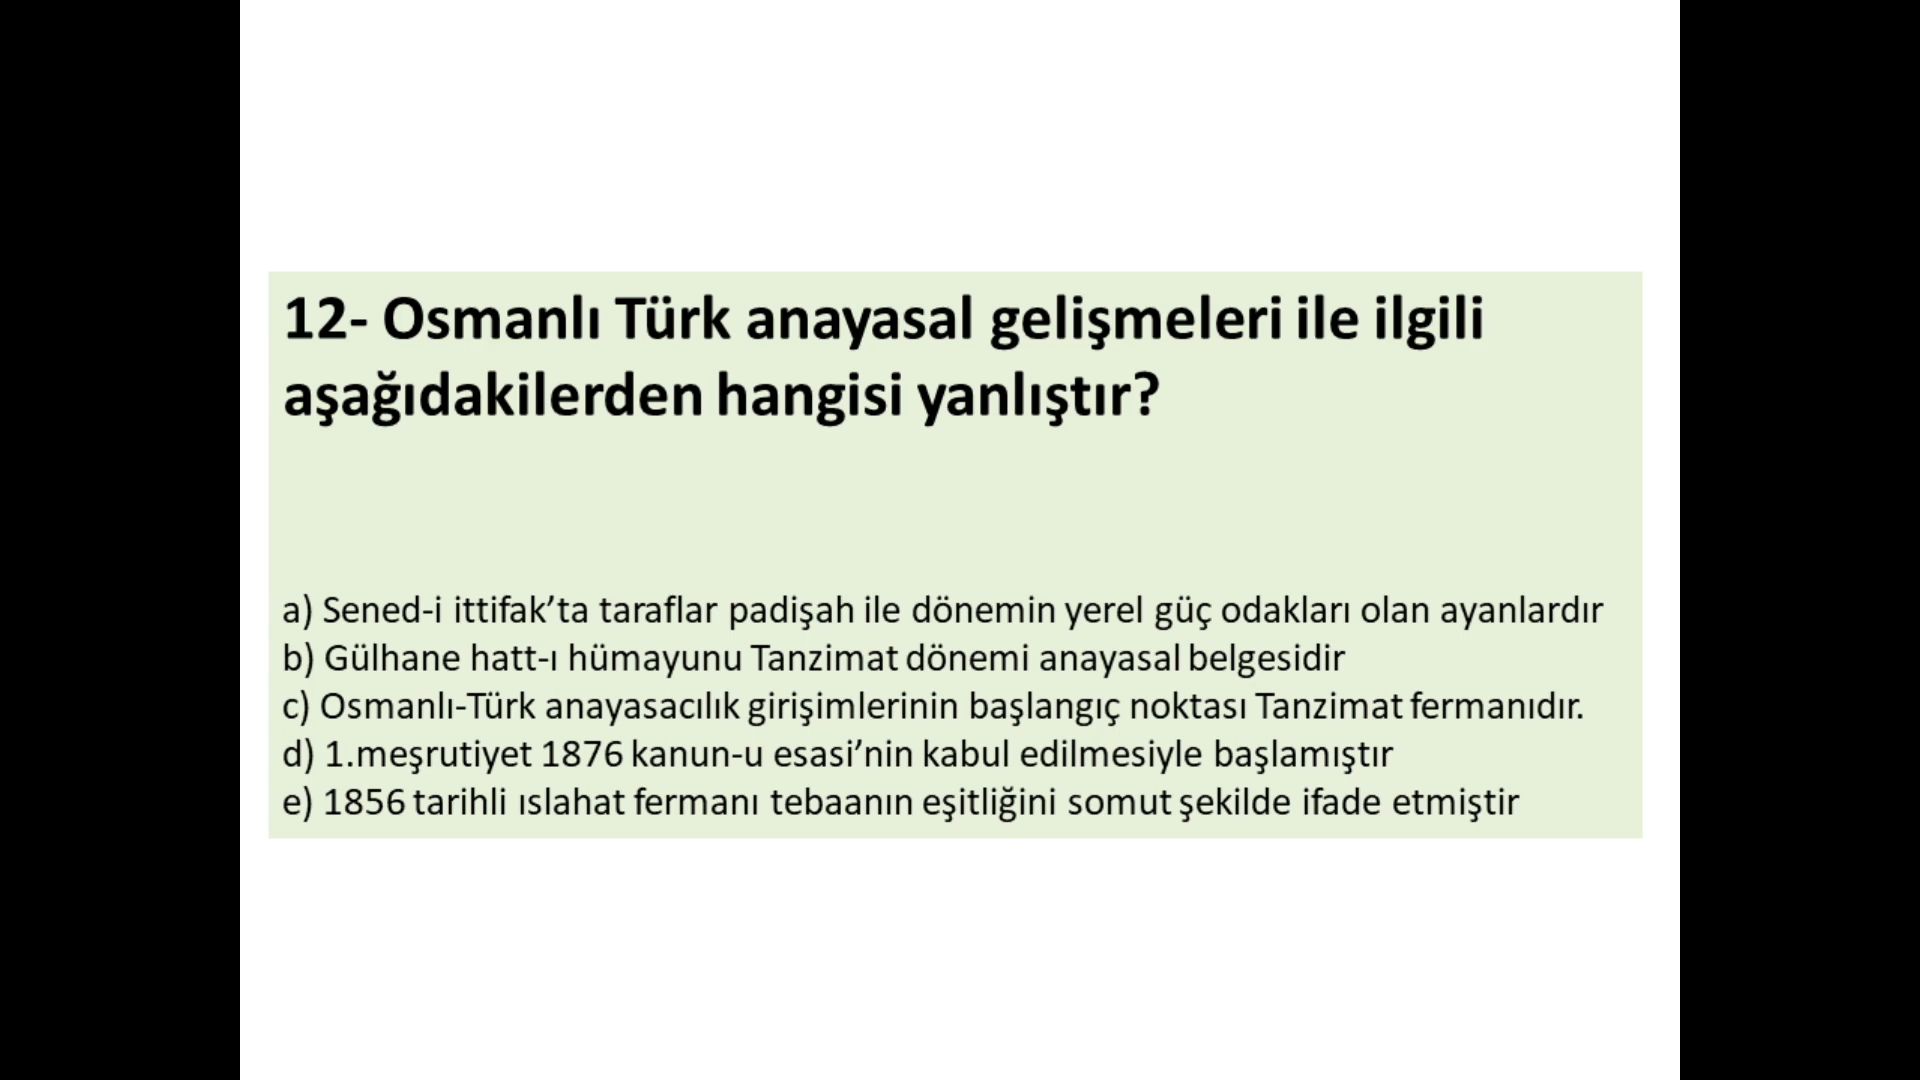 12- Osmanlı Türk anayasal gelişmeleri ile ilgili
aşağıdakilerden hangisi yanlıştır?
a) Sened-i ittifak’ta taraflar padişah ile dönemin yerel güç odakları olan ayanlardır
b) Gülhane hatt-ı hümayunu Tanzimat dönemi anayasal belgesidir
c) Osmanlı-Türk anayasacılık girişimlerinin başlangıç noktası Tanzimat fermanıdır.
d) 1.meşrutiyet 1876 kanun-u esasi’nin kabul edilmesiyle başlamıştır
e) 1856 tarihli ıslahat fermanı tebaanın eşitliğini somut şekilde ifade etmiştir